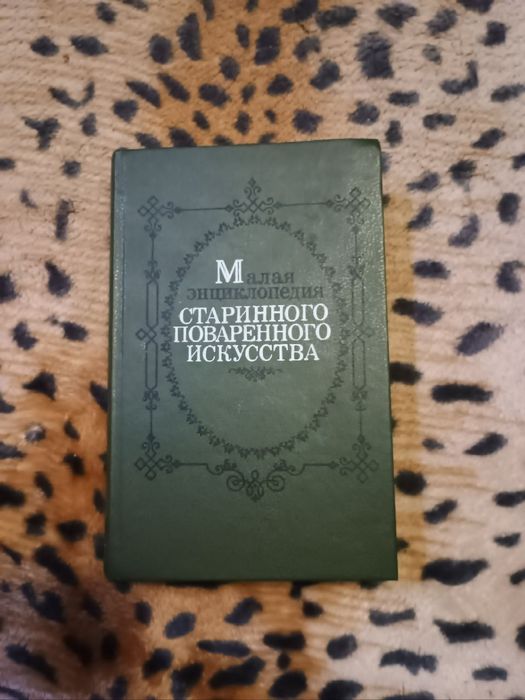 Малая
энциклопедия
СТАРИННОГО
ПОВАРЕННОГО
ИСКУССТВА